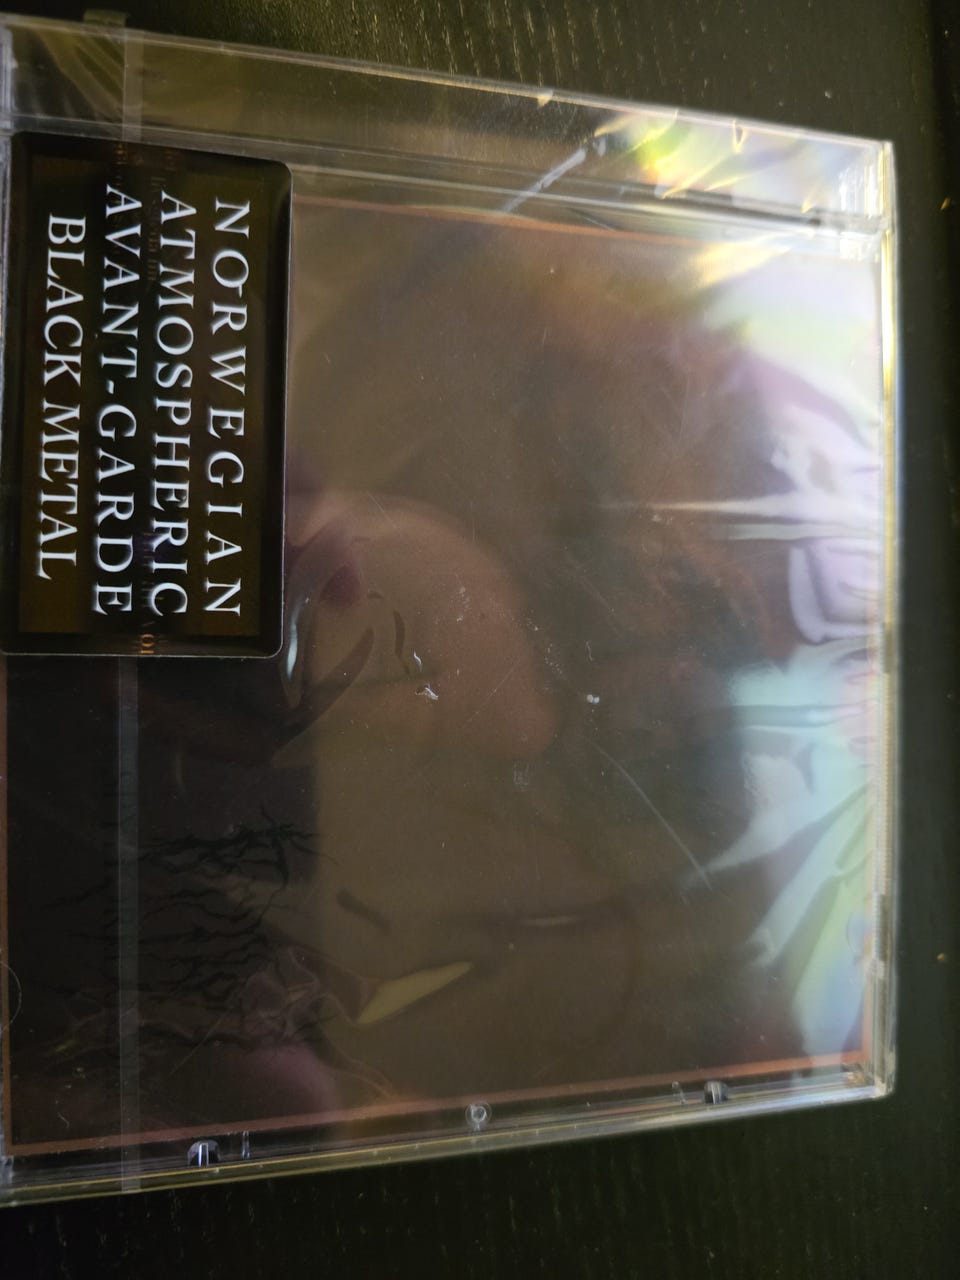 NORWEGIAN
ATMOSPHERIC
AVANT-GARDE
BLACK METAL